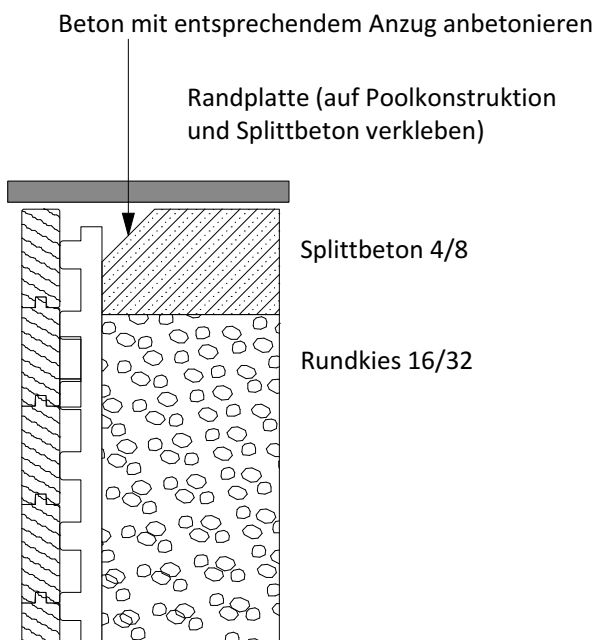 Beton mit entsprechendem Anzug anbetonieren
Randplatte (auf Poolkonstruktion
und Splittbeton verkleben)
Splittbeton 4/8
Rundkies 16/32